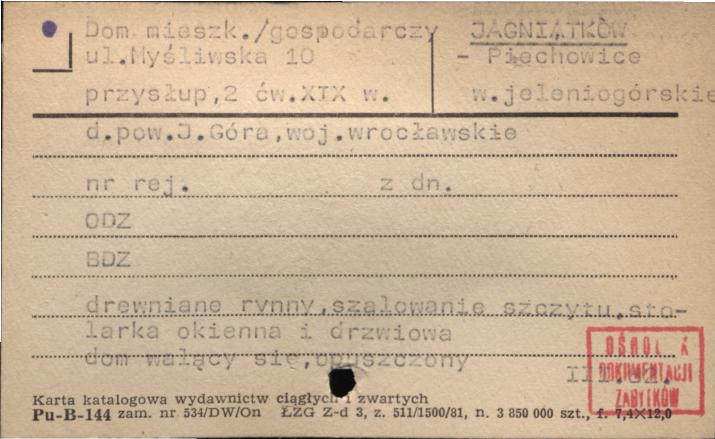 Dom mieszk./gospodarczy JAGNIĄTKÓW
ul.Myśliwska 10 - Piechowice
przysłup,2 ćw.XIX w. w.jeleniogórskie
d.pow.J.Góra,woj.wrocławskie
nr rej. z dn.
ODZ
BDZ
drewniane rynny,szalowanie szczytu,sto-
larka okienna i drzwiowa
dom walący się,opuszczony
OŚROD K
DOKUMENTACJI
ZABYTKÓW
Karta katalogowa wydawnictw ciągłych i zwartych
Pu-B-144 zam. nr 534/DW/On ŁZG Z-d 3, z. 511/1500/81, n. 3 850 000 szt., f. 7,4×12,0